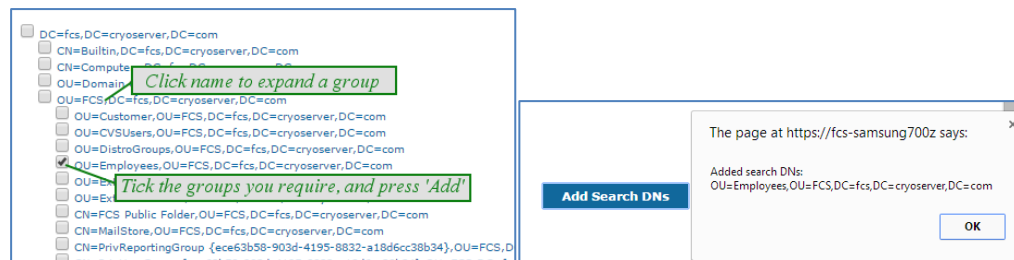 DC=fcs,DC=cryoserver,DC=com
CN=Builtin,DC=fcs,DC=cryoserver,DC=com
Click name to expand a group
OU=FCS,DC=fcs,DC=cryoserver,DC=com
OU=Customer,OU=FCS,DC=fcs,DC=cryoserver,DC=com
OU=CVSUsers,OU=FCS,DC=fcs,DC=cryoserver,DC=com
OU=DistroGroups,OU=FCS,DC=fcs,DC=cryoserver,DC=com
OU=Employees,OU=FCS,DC=fcs,DC=cryoserver,DC=com
Tick the groups you require, and press 'Add'
CN=FCS Public Folder,OU=FCS,DC=fcs,DC=cryoserver,DC=com
CN=MailStore,OU=FCS,DC=fcs,DC=cryoserver,DC=com
CN=PrivReportingGroup {ece63b58-903d-4195-8832-a18d6cc38b34},OU=FCS,D
Add Search DNs
The page at https://fcs-samsung700z says:
Added search DNs:
OU=Employees,OU=FCS,DC=fcs,DC=cryoserver,DC=com
OK